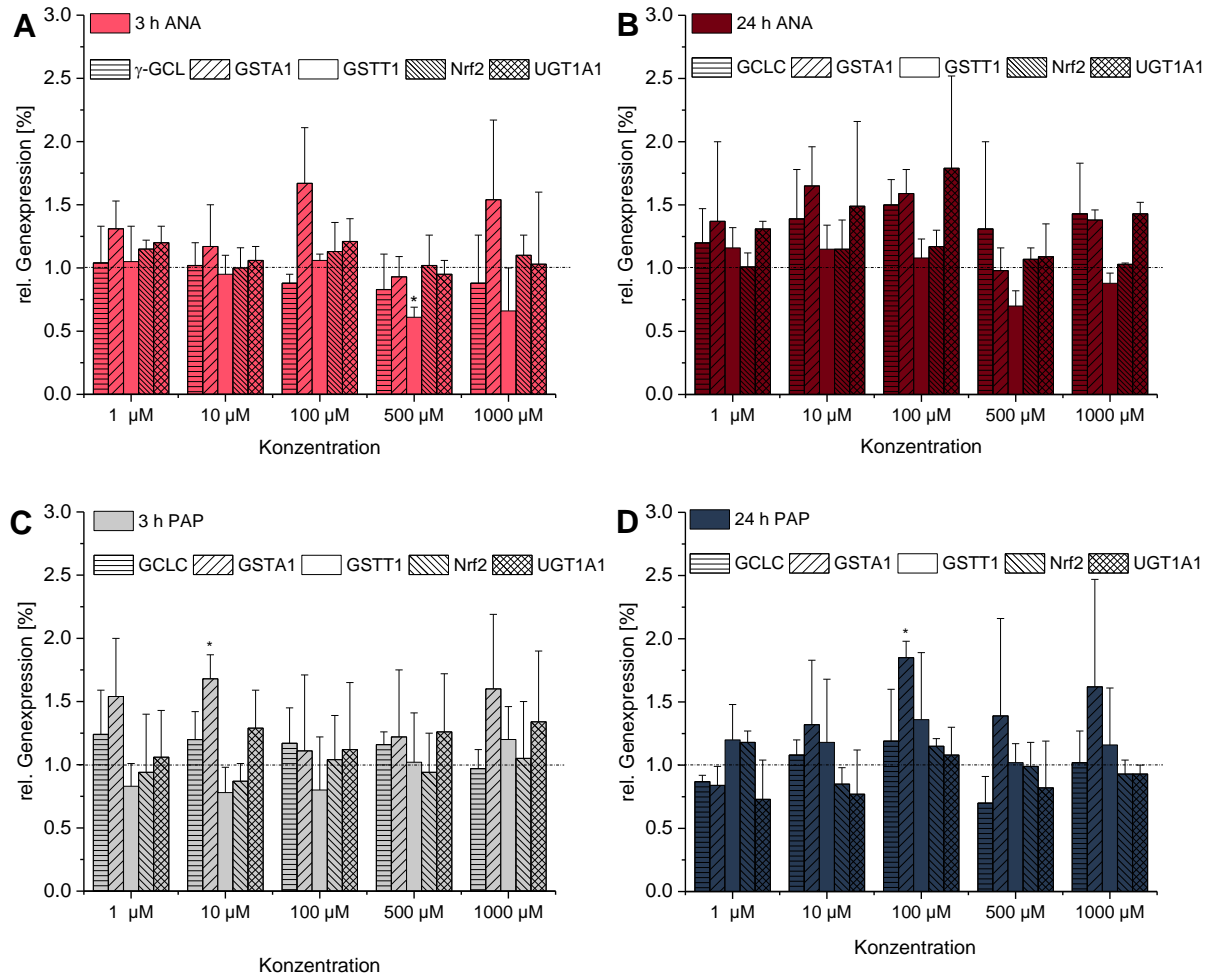 A
3 h ANA
γ-GCL GSTA1 GSTT1 Nrf2 UGT1A1
rel. Genexpression [%]
3.0
2.5
2.0
1.5
1.0
0.5
0.0
*
1 µM 10 µM 100 µM 500 µM 1000 µM
Konzentration
B
24 h ANA
GCLC GSTA1 GSTT1 Nrf2 UGT1A1
rel. Genexpression [%]
3.0
2.5
2.0
1.5
1.0
0.5
0.0
1 µM 10 µM 100 µM 500 µM 1000 µM
Konzentration
C
3 h PAP
GCLC GSTA1 GSTT1 Nrf2 UGT1A1
rel. Genexpression [%]
3.0
2.5
2.0
1.5
1.0
0.5
0.0
*
1 µM 10 µM 100 µM 500 µM 1000 µM
Konzentration
D
24 h PAP
GCLC GSTA1 GSTT1 Nrf2 UGT1A1
rel. Genexpression [%]
3.0
2.5
2.0
1.5
1.0
0.5
0.0
*
1 µM 10 µM 100 µM 500 µM 1000 µM
Konzentration